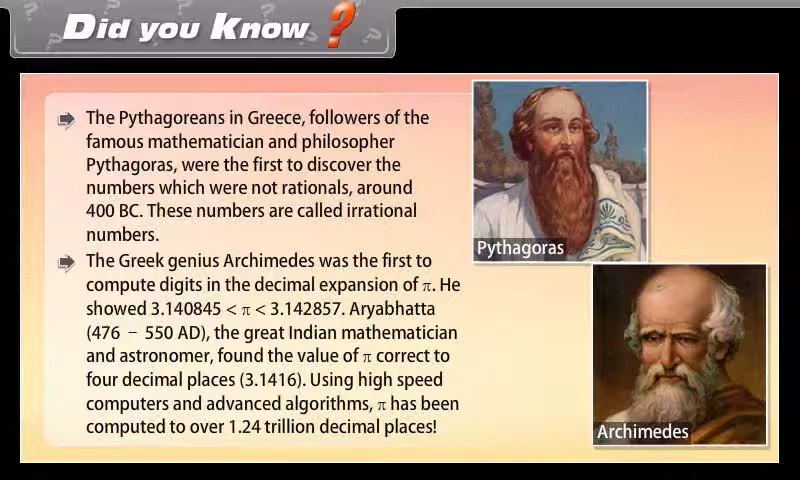 Did you Know ?
The Pythagoreans in Greece, followers of the
famous mathematician and philosopher
Pythagoras, were the first to discover the
numbers which were not rationals, around
400 BC. These numbers are called irrational
numbers.
The Greek genius Archimedes was the first to
compute digits in the decimal expansion of π. He
showed 3.140845 < π < 3.142857. Aryabhatta
(476 – 550 AD), the great Indian mathematician
and astronomer, found the value of π correct to
four decimal places (3.1416). Using high speed
computers and advanced algorithms, π has been
computed to over 1.24 trillion decimal places!
Pythagoras
Archimedes